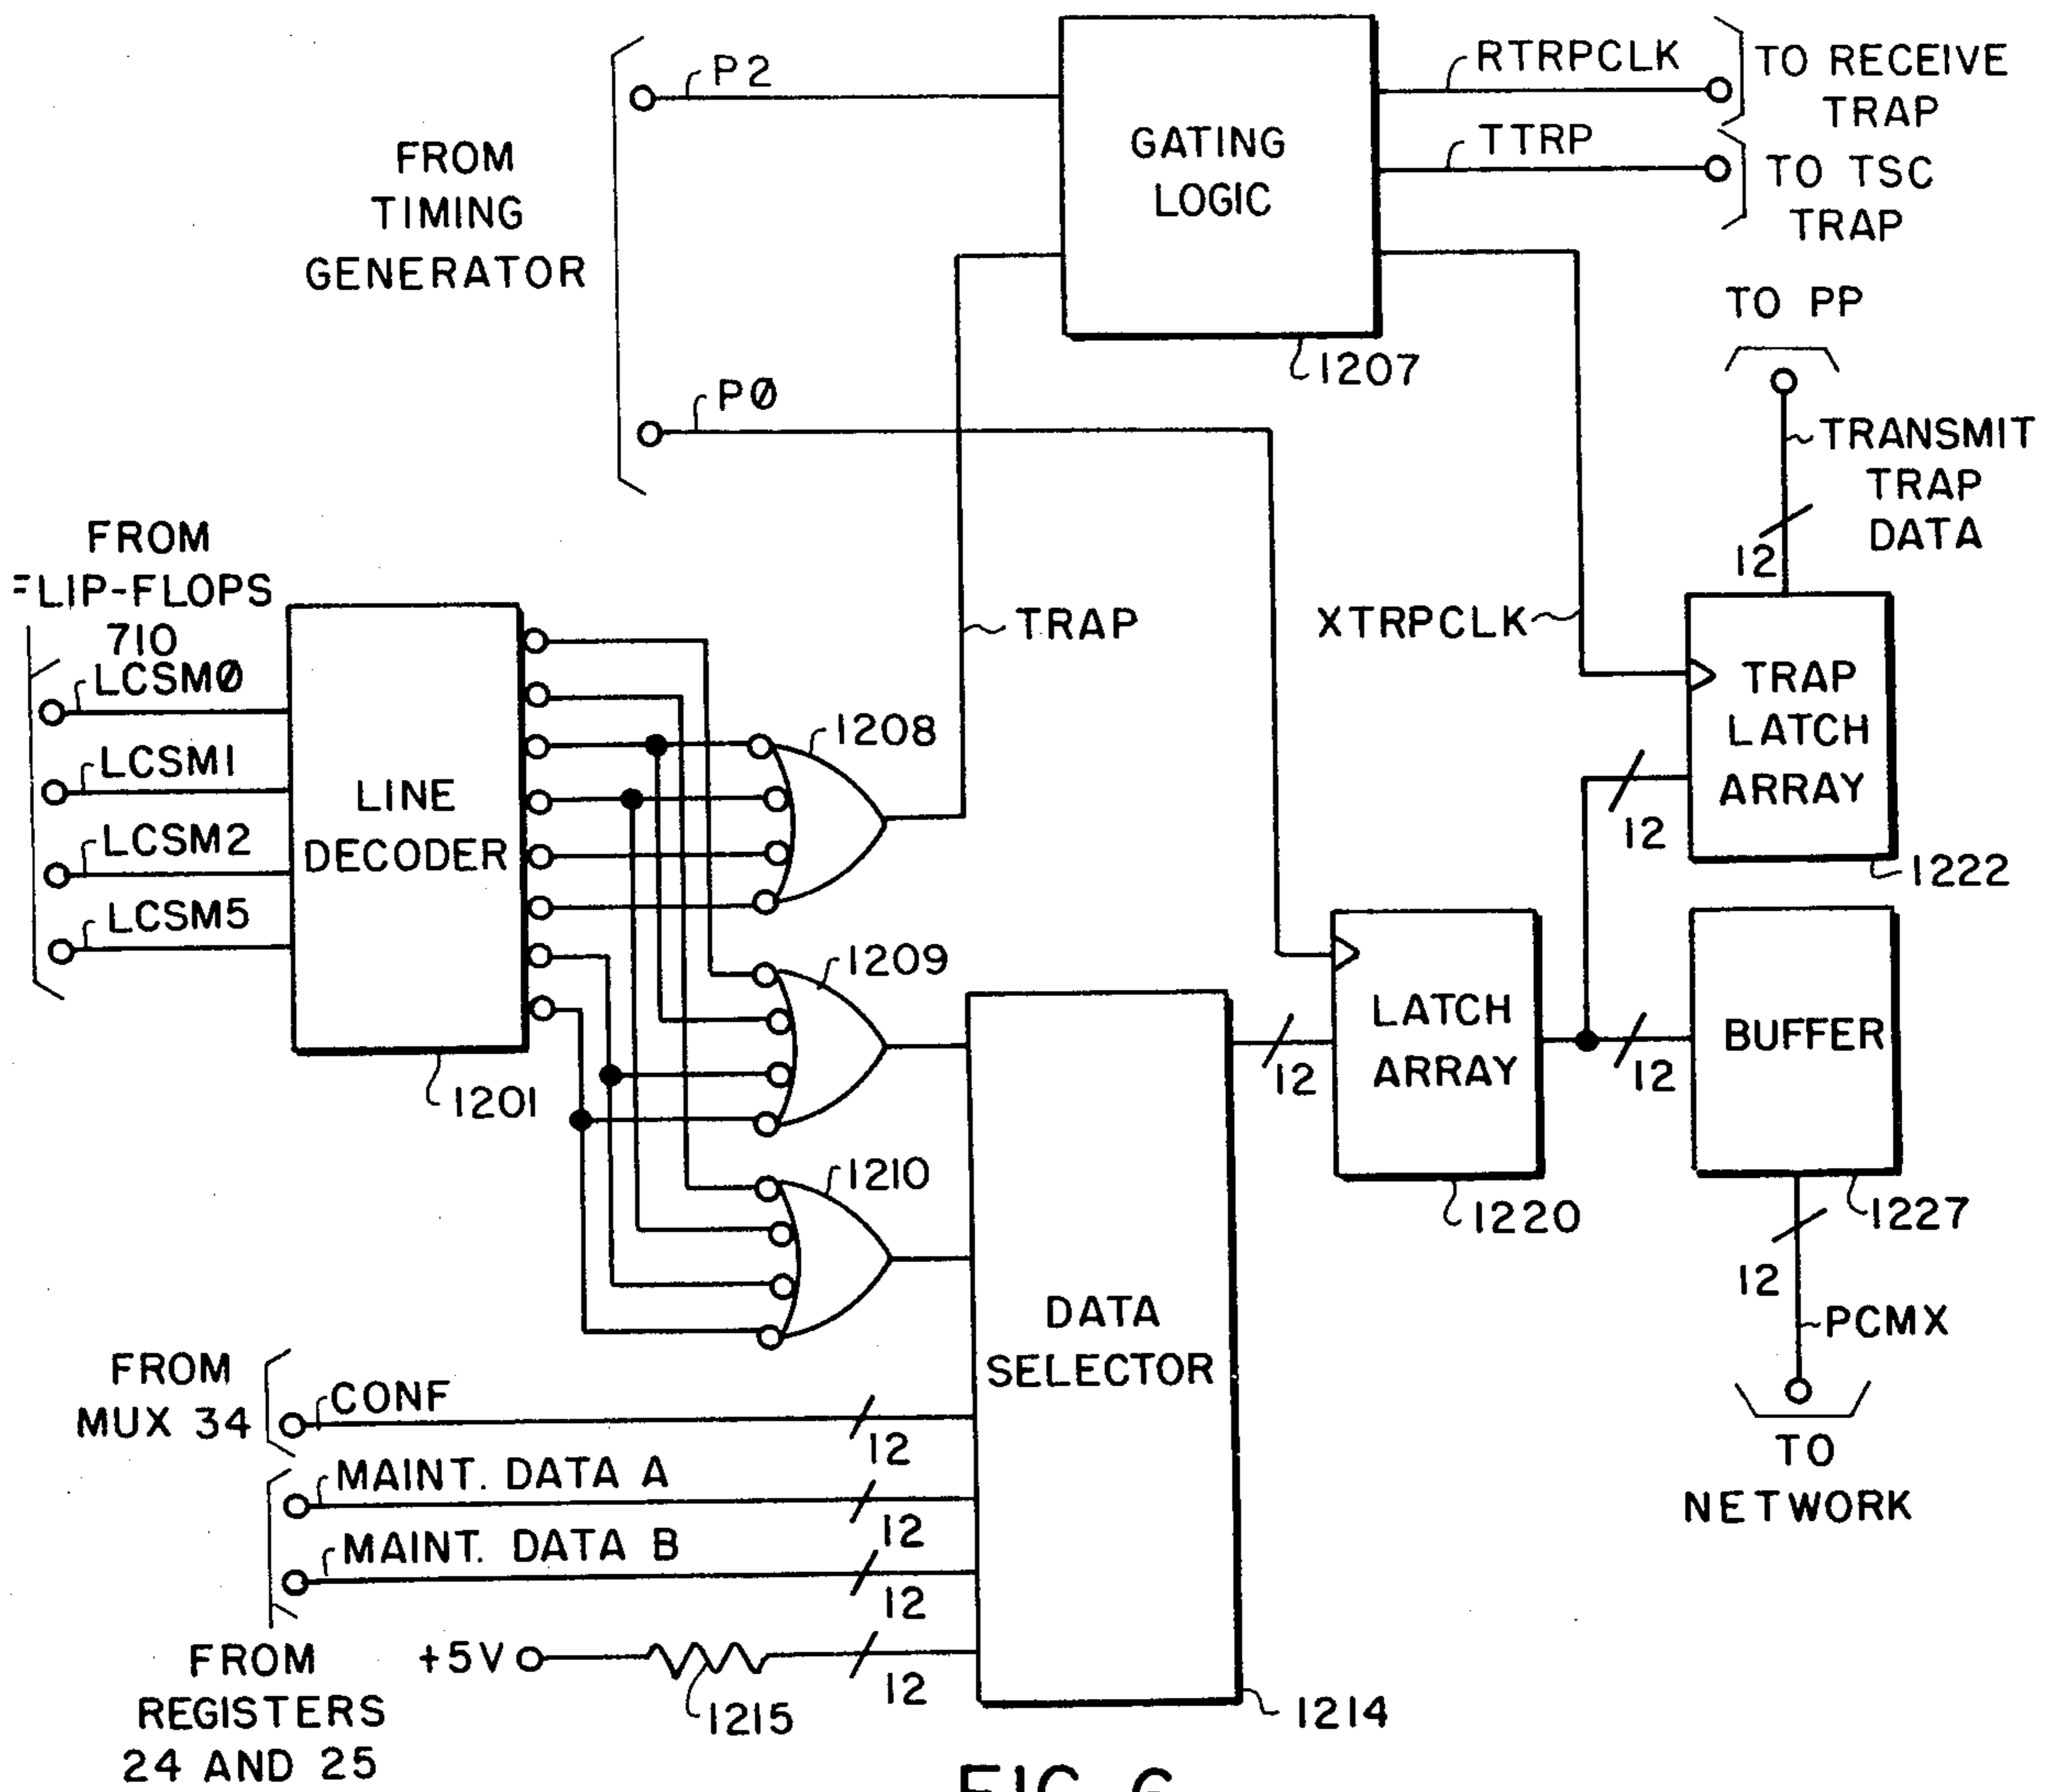 P2
RTRPCLK
TO RECEIVE
TRAP
GATING
LOGIC
TTRP
TO TSC
TRAP
FROM
TIMING
GENERATOR
1207
TO PP
PØ
TRANSMIT
TRAP
DATA
12
FROM
FLIP-FLOPS
710
LCSMØ
LCSM1
LCSM2
LCSM5
LINE
DECODER
1201
TRAP
XTRPCLK
TRAP
LATCH
ARRAY
12
1222
1208
1209
1210
LATCH
ARRAY
12
1220
12
BUFFER
1227
12
PCMX
TO
NETWORK
DATA
SELECTOR
1214
FROM
MUX 34
CONF
12
MAINT. DATA A
12
MAINT. DATA B
12
FROM
REGISTERS
24 AND 25
+5V
1215
12
FIG. 6